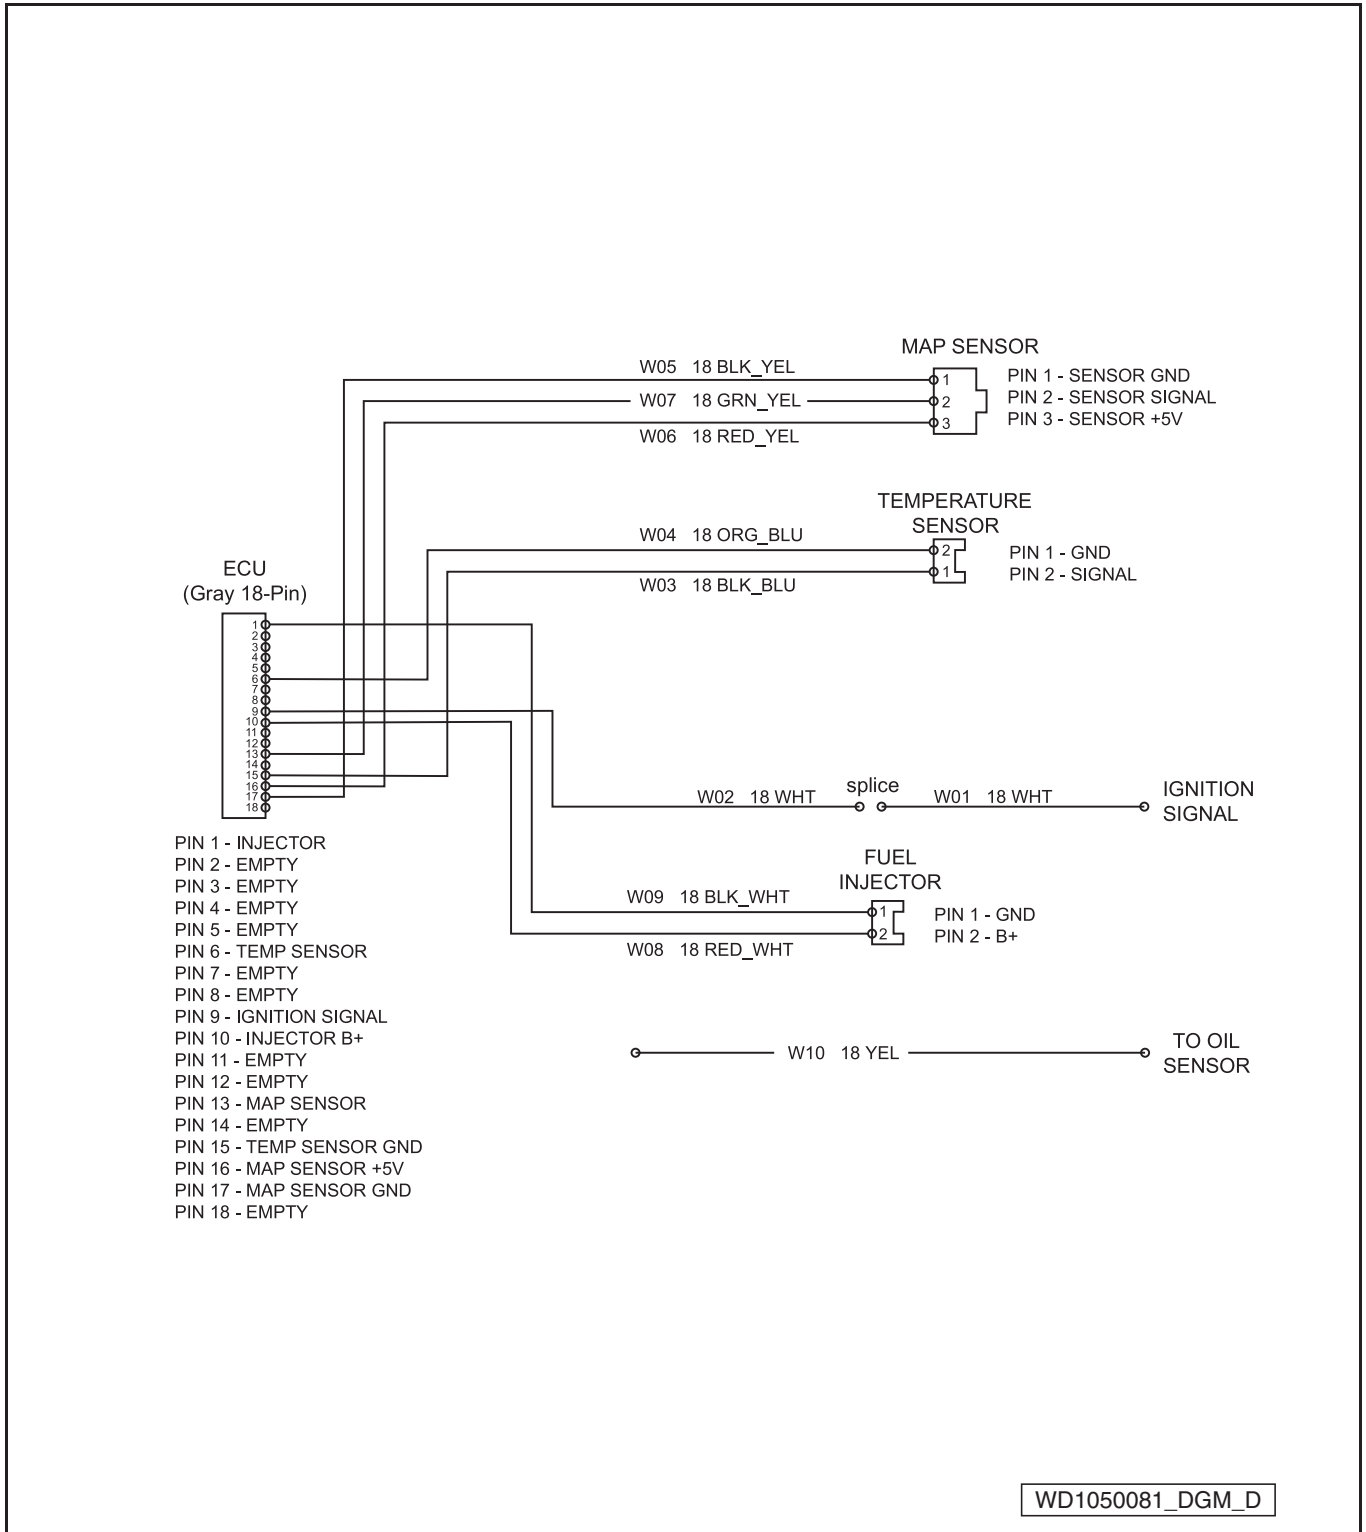 MAP SENSOR
W05 18 BLK_YEL
1
PIN 1 - SENSOR GND
W07 18 GRN_YEL
2
PIN 2 - SENSOR SIGNAL
3
PIN 3 - SENSOR +5V
W06 18 RED_YEL
TEMPERATURE
SENSOR
W04 18 ORG_BLU
2
PIN 1 - GND
1
PIN 2 - SIGNAL
W03 18 BLK_BLU
ECU
(Gray 18-Pin)
1
2
3
4
5
6
7
8
9
10
11
12
13
14
15
16
17
18
splice
W02 18 WHT
W01 18 WHT
IGNITION
SIGNAL
PIN 1 - INJECTOR
PIN 2 - EMPTY
PIN 3 - EMPTY
PIN 4 - EMPTY
PIN 5 - EMPTY
PIN 6 - TEMP SENSOR
PIN 7 - EMPTY
PIN 8 - EMPTY
PIN 9 - IGNITION SIGNAL
PIN 10 - INJECTOR B+
PIN 11 - EMPTY
PIN 12 - EMPTY
PIN 13 - MAP SENSOR
PIN 14 - EMPTY
PIN 15 - TEMP SENSOR GND
PIN 16 - MAP SENSOR +5V
PIN 17 - MAP SENSOR GND
PIN 18 - EMPTY
FUEL
INJECTOR
W09 18 BLK_WHT
1
PIN 1 - GND
2
PIN 2 - B+
W08 18 RED_WHT
W10 18 YEL
TO OIL
SENSOR
WD1050081_DGM_D